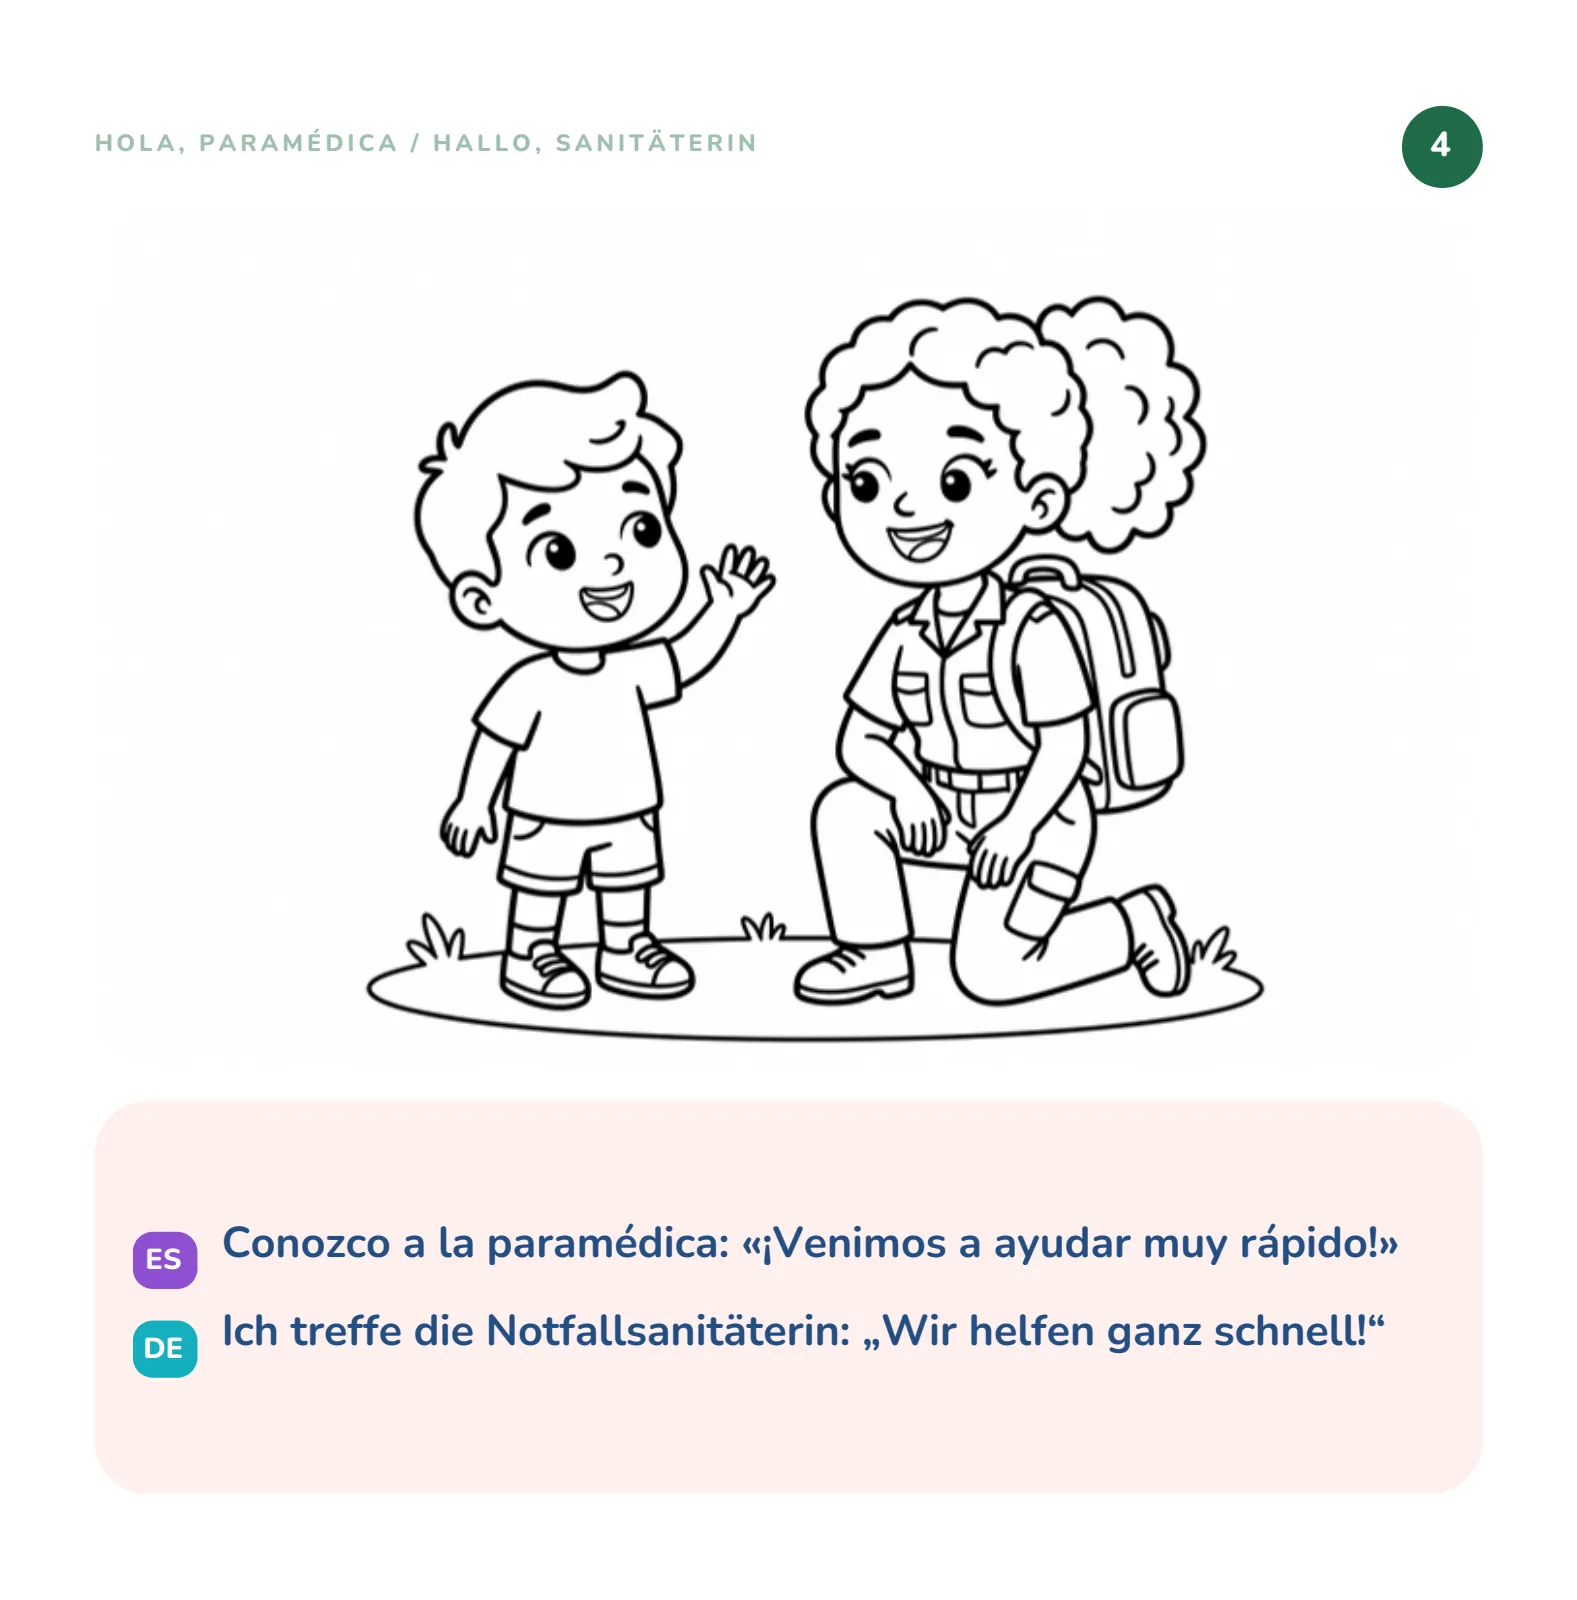 HOLA, PARAMÉDICA / HALLO, SANITÄTERIN
4
ES Conozco a la paramédica: «¡Venimos a ayudar muy rápido!»
DE Ich treffe die Notfallsanitäterin: „Wir helfen ganz schnell!“